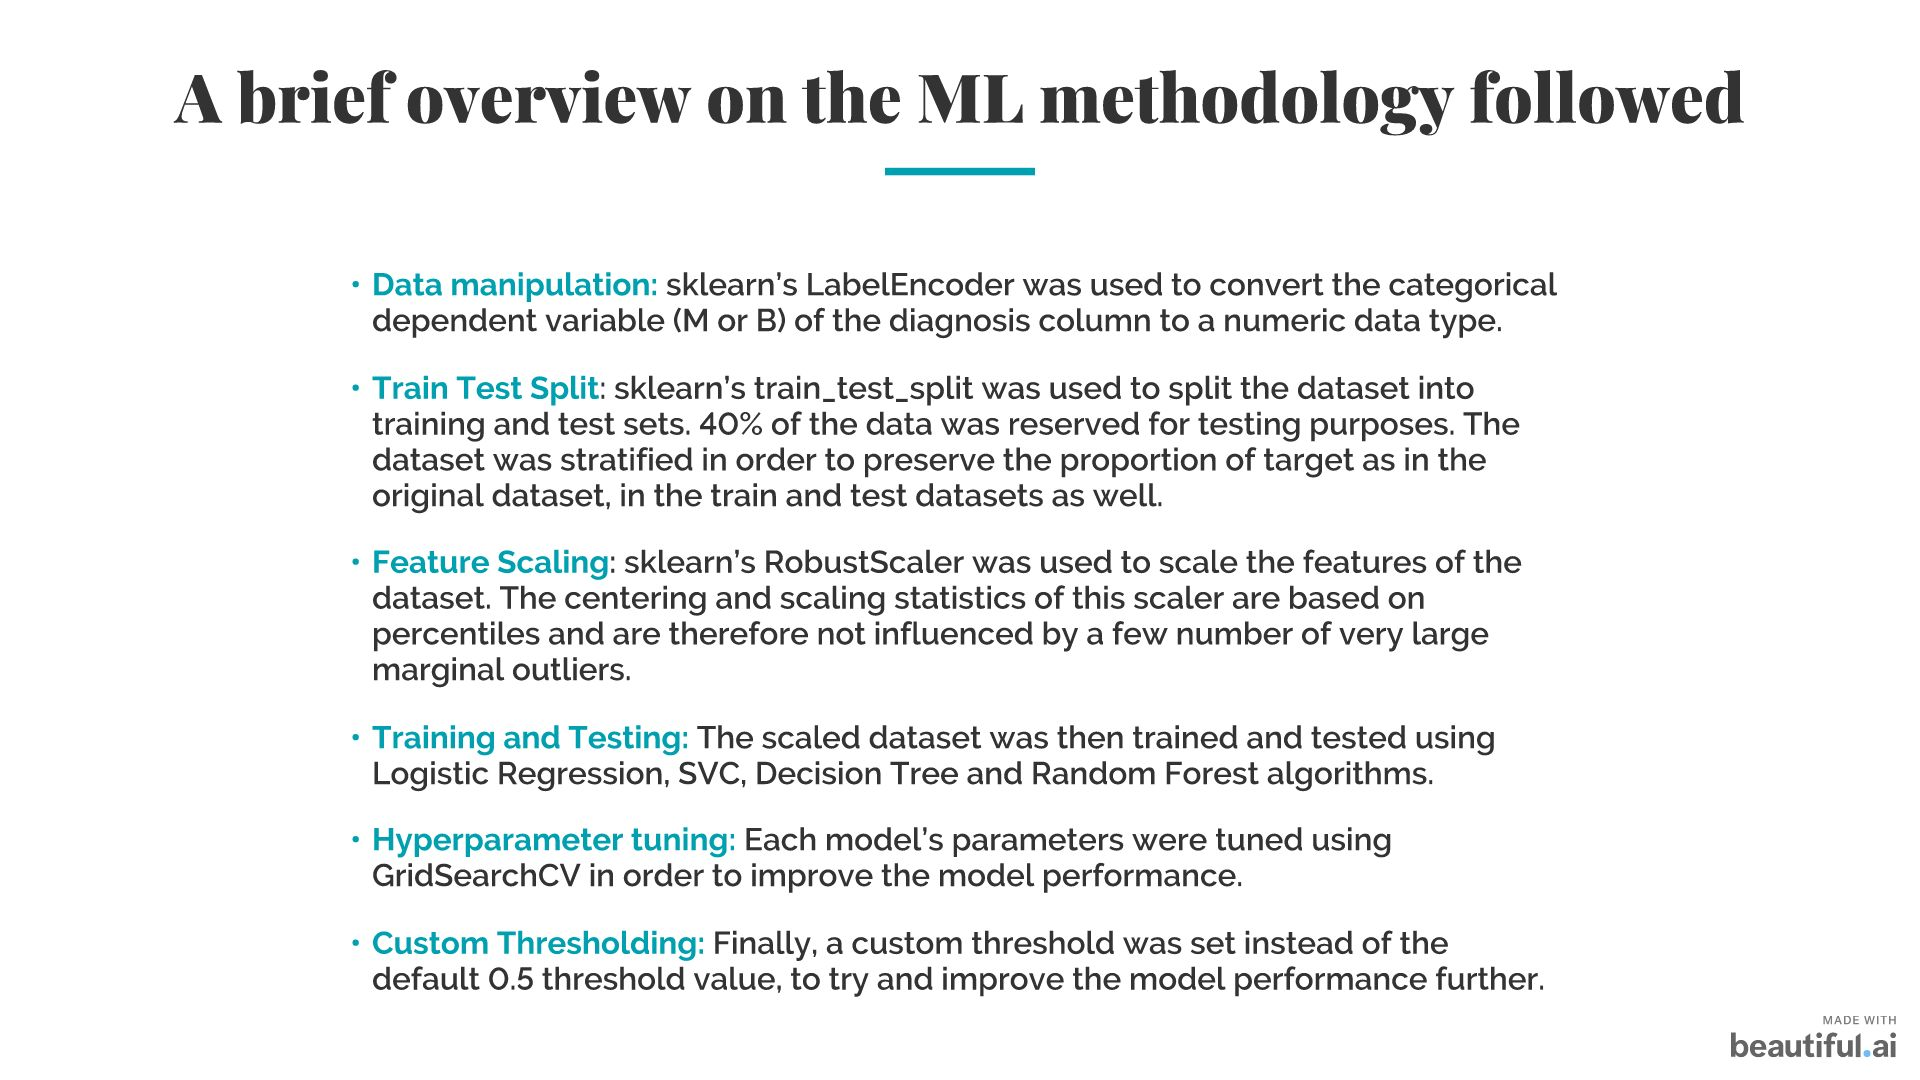 A brief overview on the ML methodology followed
• Data manipulation: sklearn’s LabelEncoder was used to convert the categorical
dependent variable (M or B) of the diagnosis column to a numeric data type.
• Train Test Split: sklearn’s train_test_split was used to split the dataset into
training and test sets. 40% of the data was reserved for testing purposes. The
dataset was stratified in order to preserve the proportion of target as in the
original dataset, in the train and test datasets as well.
• Feature Scaling: sklearn’s RobustScaler was used to scale the features of the
dataset. The centering and scaling statistics of this scaler are based on
percentiles and are therefore not influenced by a few number of very large
marginal outliers.
• Training and Testing: The scaled dataset was then trained and tested using
Logistic Regression, SVC, Decision Tree and Random Forest algorithms.
• Hyperparameter tuning: Each model’s parameters were tuned using
GridSearchCV in order to improve the model performance.
• Custom Thresholding: Finally, a custom threshold was set instead of the
default 0.5 threshold value, to try and improve the model performance further.
MADE WITH
beautiful.ai